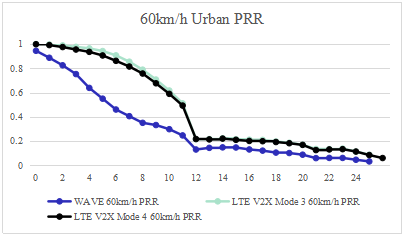 60km/h Urban PRR
1
0.8
0.6
0.4
0.2
0
0 2 4 6 8 10 12 14 16 18 20 22 24
WAVE 60km/h PRR
LTE V2X Mode 3 60km/h PRR
LTE V2X Mode 4 60km/h PRR